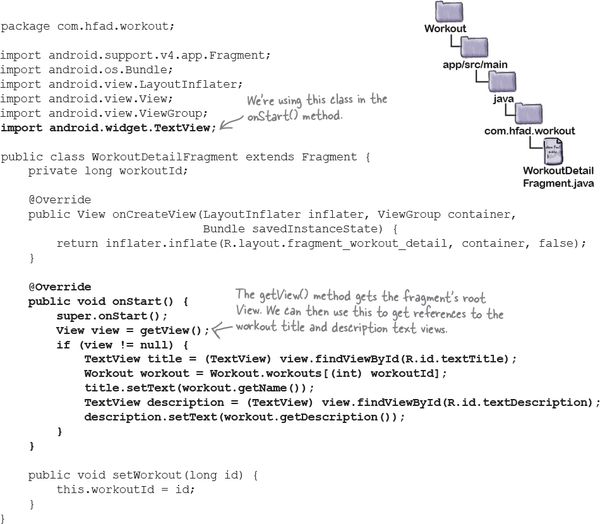 package com.hfad.workout;
import android.support.v4.app.Fragment;
import android.os.Bundle;
import android.view.LayoutInflater;
import android.view.View;
import android.view.ViewGroup;
import android.widget.TextView;
We're using this class in the
onStart() method.
Workout
app/src/main
java
com.hfad.workout
WorkoutDetail
Fragment.java
public class WorkoutDetailFragment extends Fragment {
    private long workoutId;
    @Override
    public View onCreateView(LayoutInflater inflater, ViewGroup container,
                             Bundle savedInstanceState) {
        return inflater.inflate(R.layout.fragment_workout_detail, container, false);
    }
    @Override
    public void onStart() {
        super.onStart();
        View view = getView();
The getView() method gets the fragment's root
View. We can then use this to get references to the
workout title and description text views.
        if (view != null) {
            TextView title = (TextView) view.findViewById(R.id.textTitle);
            Workout workout = Workout.workouts[(int) workoutId];
            title.setText(workout.getName());
            TextView description = (TextView) view.findViewById(R.id.textDescription);
            description.setText(workout.getDescription());
        }
    }
    public void setWorkout(long id) {
        this.workoutId = id;
    }
}